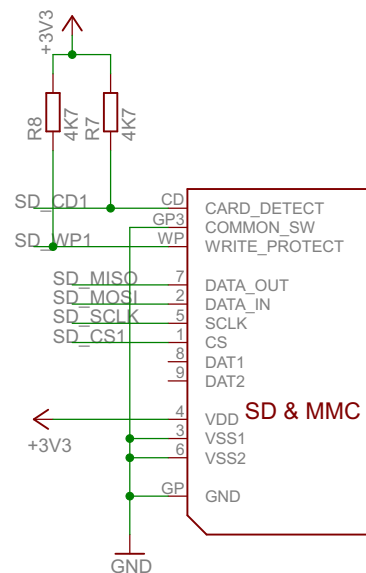 +3V3
R8
4K7
R7
4K7
SD_CD1
CD
CARD_DETECT
GP3
COMMON_SW
SD_WP1
WP
WRITE_PROTECT
SD_MISO
7
DATA_OUT
SD_MOSI
2
DATA_IN
SD_SCLK
5
SCLK
SD_CS1
1
CS
8
DAT1
9
DAT2
SD & MMC
4
VDD
+3V3
3
VSS1
6
VSS2
GP
GND
GND